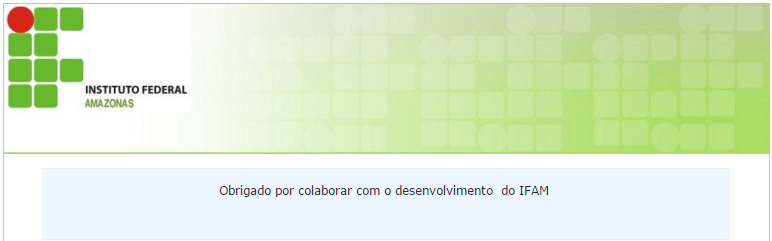 INSTITUTO FEDERAL
AMAZONAS
Obrigado por colaborar com o desenvolvimento  do IFAM